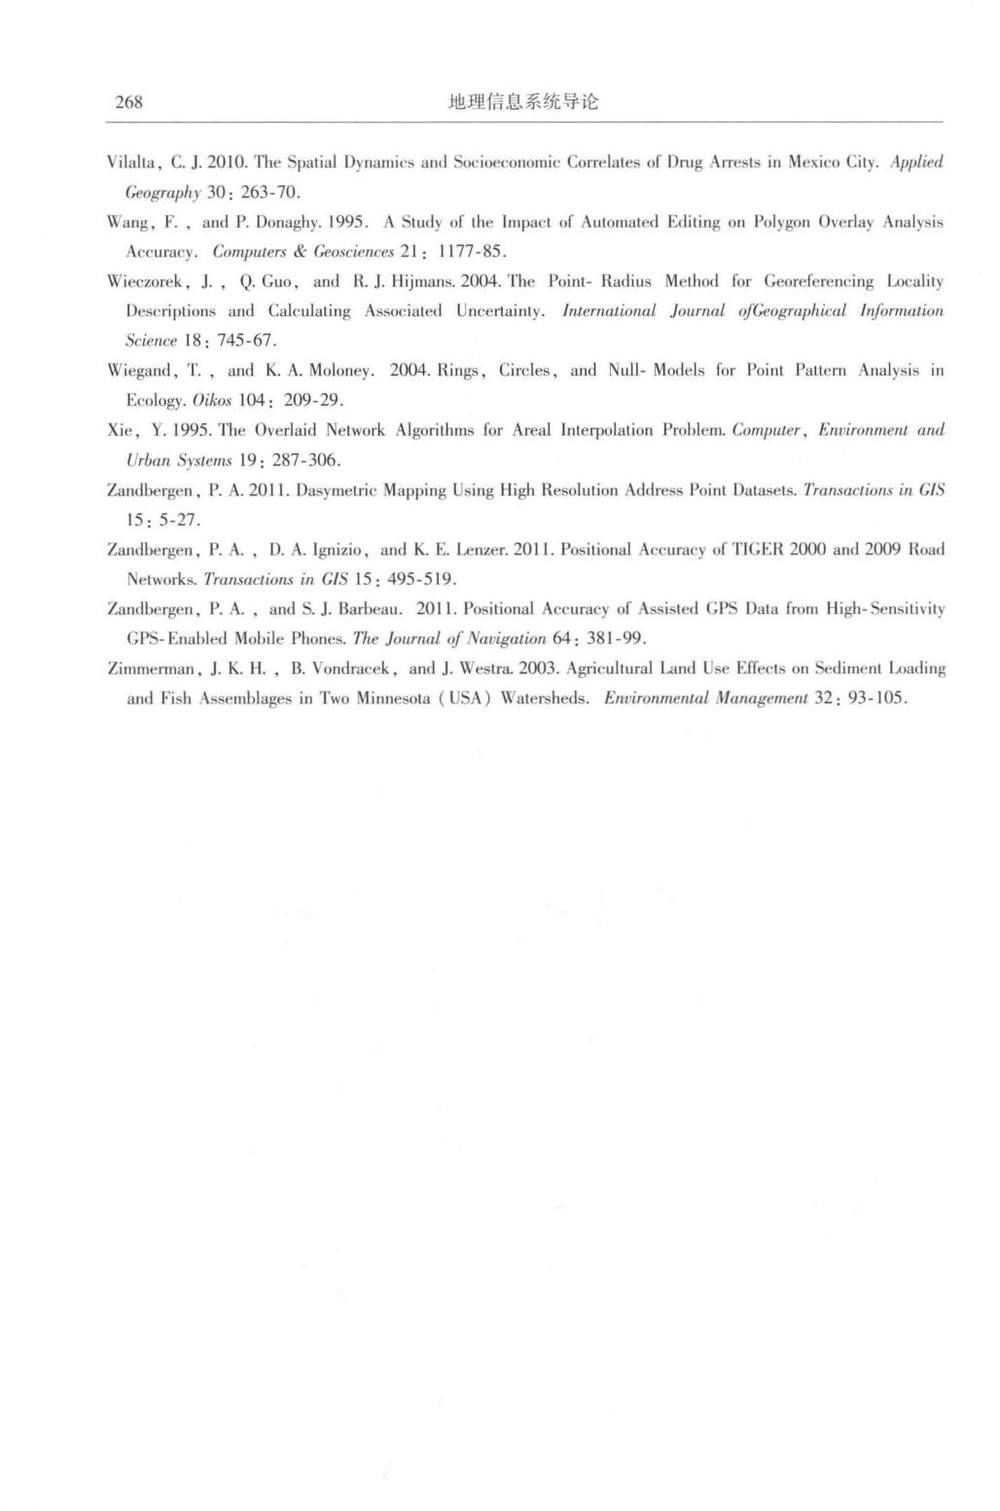 268
地理信息系统导论
Vilalta, C. J. 2010. The Spatial Dynamics and Socioeconomic Correlates of Drug Arrests in Mexico City. Applied
Geography 30: 263-70.
Wang, F. , and P. Donaghy. 1995. A Study of the Impact of Automated Editing on Polygon Overlay Analysis
Accuracy. Computers & Geosciences 21: 1177-85.
Wieczorek, J. , Q. Guo, and R. J. Hijmans. 2004. The Point- Radius Method for Georeferencing Locality
Descriptions and Calculating Associated Uncertainty. International Journal ofGeographical Information
Science 18: 745-67.
Wiegand, T. , and K. A. Moloney. 2004. Rings, Circles, and Null- Models for Point Pattern Analysis in
Ecology. Oikos 104: 209-29.
Xie, Y. 1995. The Overlaid Network Algorithms for Areal Interpolation Problem. Computer, Environment and
Urban Systems 19: 287-306.
Zandbergen, P. A. 2011. Dasymetric Mapping Using High Resolution Address Point Datasets. Transactions in GIS
15: 5-27.
Zandbergen, P. A. , D. A. Ignizio, and K. E. Lenzer. 2011. Positional Accuracy of TIGER 2000 and 2009 Road
Networks. Transactions in GIS 15: 495-519.
Zandbergen, P. A. , and S. J. Barbeau. 2011. Positional Accuracy of Assisted GPS Data from High-Sensitivity
GPS-Enabled Mobile Phones. The Journal of Navigation 64: 381-99.
Zimmerman, J. K. H. , B. Vondracek, and J. Westra. 2003. Agricultural Land Use Effects on Sediment Loading
and Fish Assemblages in Two Minnesota (USA) Watersheds. Environmental Management 32: 93-105.